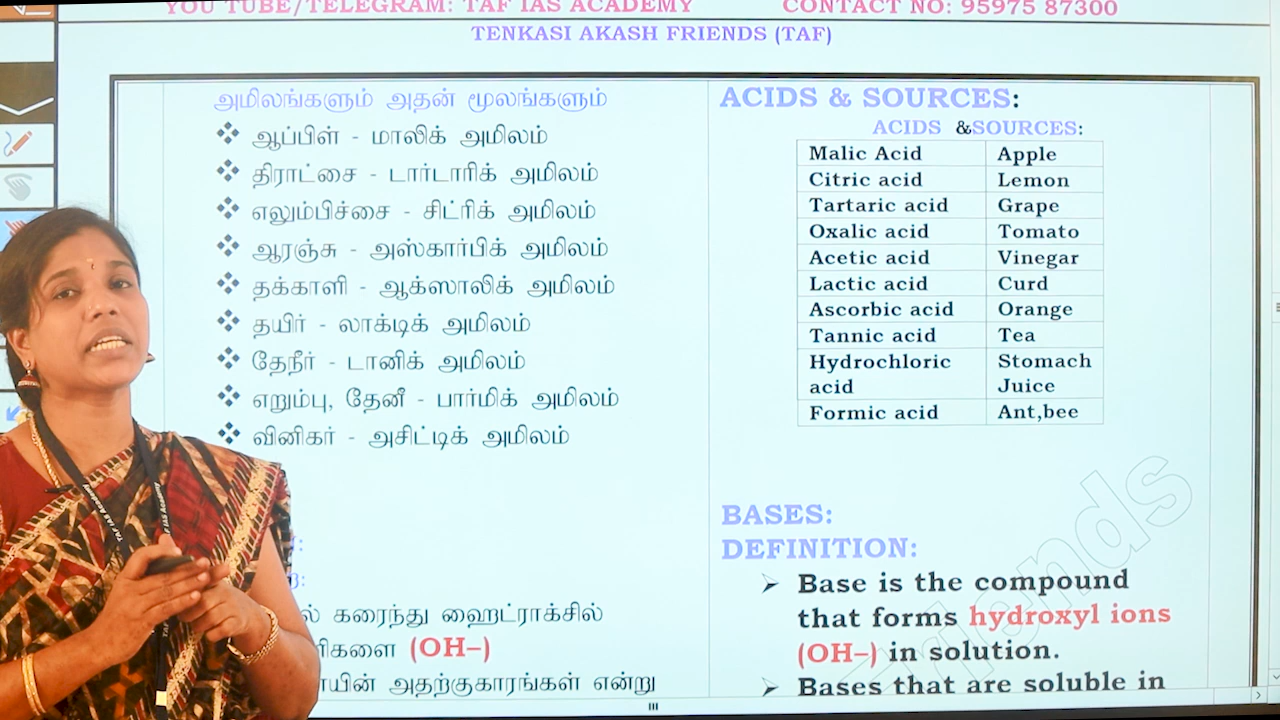 YOU TUBE/TELEGRAM: TAF IAS ACADEMY CONTACT NO: 95975 87300
TENKASI AKASH FRIENDS (TAF)
அமிலங்களும் அதன் மூலங்களும்
❖ ஆப்பிள் - மாலிக் அமிலம்
❖ திராட்சை - டார்டாரிக் அமிலம்
❖ எலும்பிச்சை - சிட்ரிக் அமிலம்
❖ ஆரஞ்சு - அஸ்கார்பிக் அமிலம்
❖ தக்காளி - ஆக்ஸாலிக் அமிலம்
❖ தயிர் - லாக்டிக் அமிலம்
❖ தேநீர் - டானிக் அமிலம்
❖ எறும்பு, தேனீ - பார்மிக் அமிலம்
❖ வினிகர் - அசிட்டிக் அமிலம்
கரைந்து ஹைட்ராக்சில்
(OH–)
அதற்குகாரங்கள் என்று
ACIDS & SOURCES:
ACIDS &SOURCES:
Malic Acid Apple
Citric acid Lemon
Tartaric acid Grape
Oxalic acid Tomato
Acetic acid Vinegar
Lactic acid Curd
Ascorbic acid Orange
Tannic acid Tea
Hydrochloric acid Stomach Juice
Formic acid Ant,bee
BASES:
DEFINITION:
➢ Base is the compound
that forms hydroxyl ions
(OH–) in solution.
➢ Bases that are soluble in
TAF IAS Academy